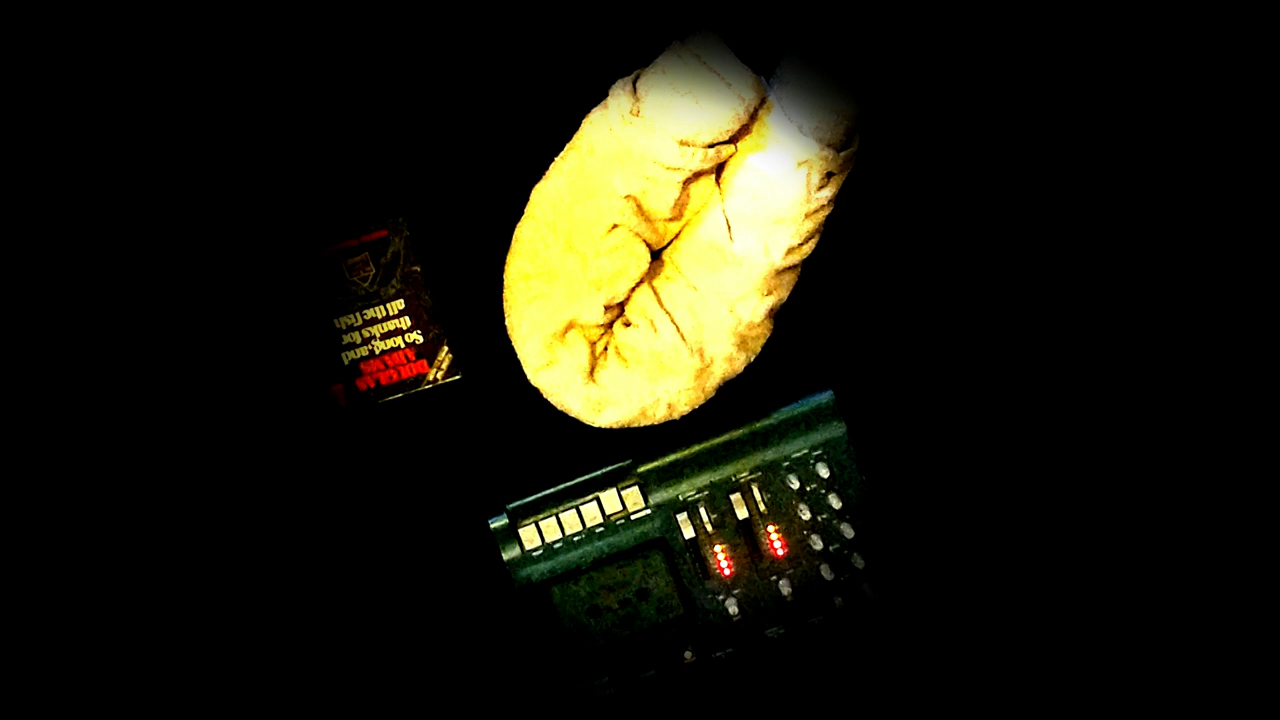 DOUGLAS
ADAMS
So long, and
thanks for
all the fish